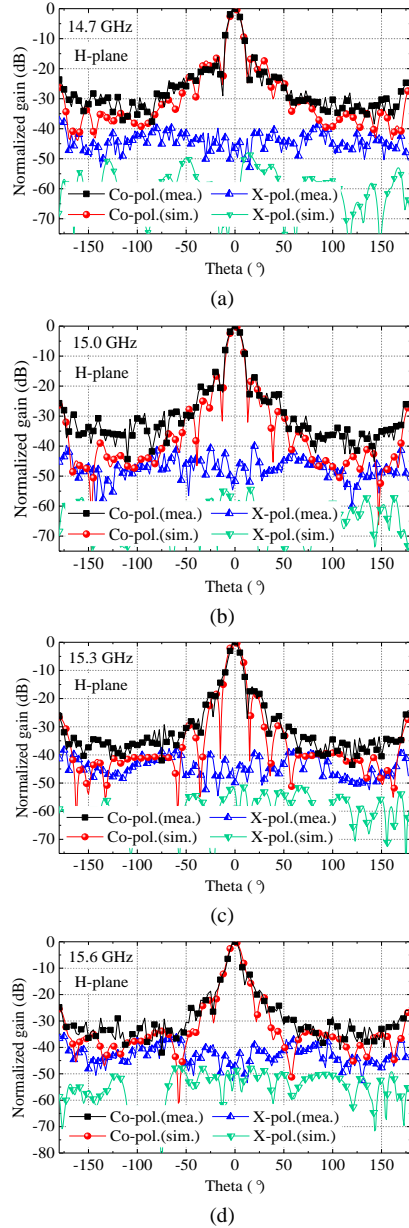 0
-10
-20
-30
-40
-50
-60
-70
Normalized gain (dB)
14.7 GHz
H-plane
Co-pol.(mea.) X-pol.(mea.)
Co-pol.(sim.) X-pol.(sim.)
-150 -100 -50 0 50 100 150
Theta ( °)
(a)
0
-10
-20
-30
-40
-50
-60
-70
Normalized gain (dB)
15.0 GHz
H-plane
Co-pol.(mea.) X-pol.(mea.)
Co-pol.(sim.) X-pol.(sim.)
-150 -100 -50 0 50 100 150
Theta ( °)
(b)
0
-10
-20
-30
-40
-50
-60
-70
Normalized gain (dB)
15.3 GHz
H-plane
Co-pol.(mea.) X-pol.(mea.)
Co-pol.(sim.) X-pol.(sim.)
-150 -100 -50 0 50 100 150
Theta ( °)
(c)
0
-10
-20
-30
-40
-50
-60
-70
-80
Normalized gain (dB)
15.6 GHz
H-plane
Co-pol.(mea.) X-pol.(mea.)
Co-pol.(sim.) X-pol.(sim.)
-150 -100 -50 0 50 100 150
Theta ( °)
(d)